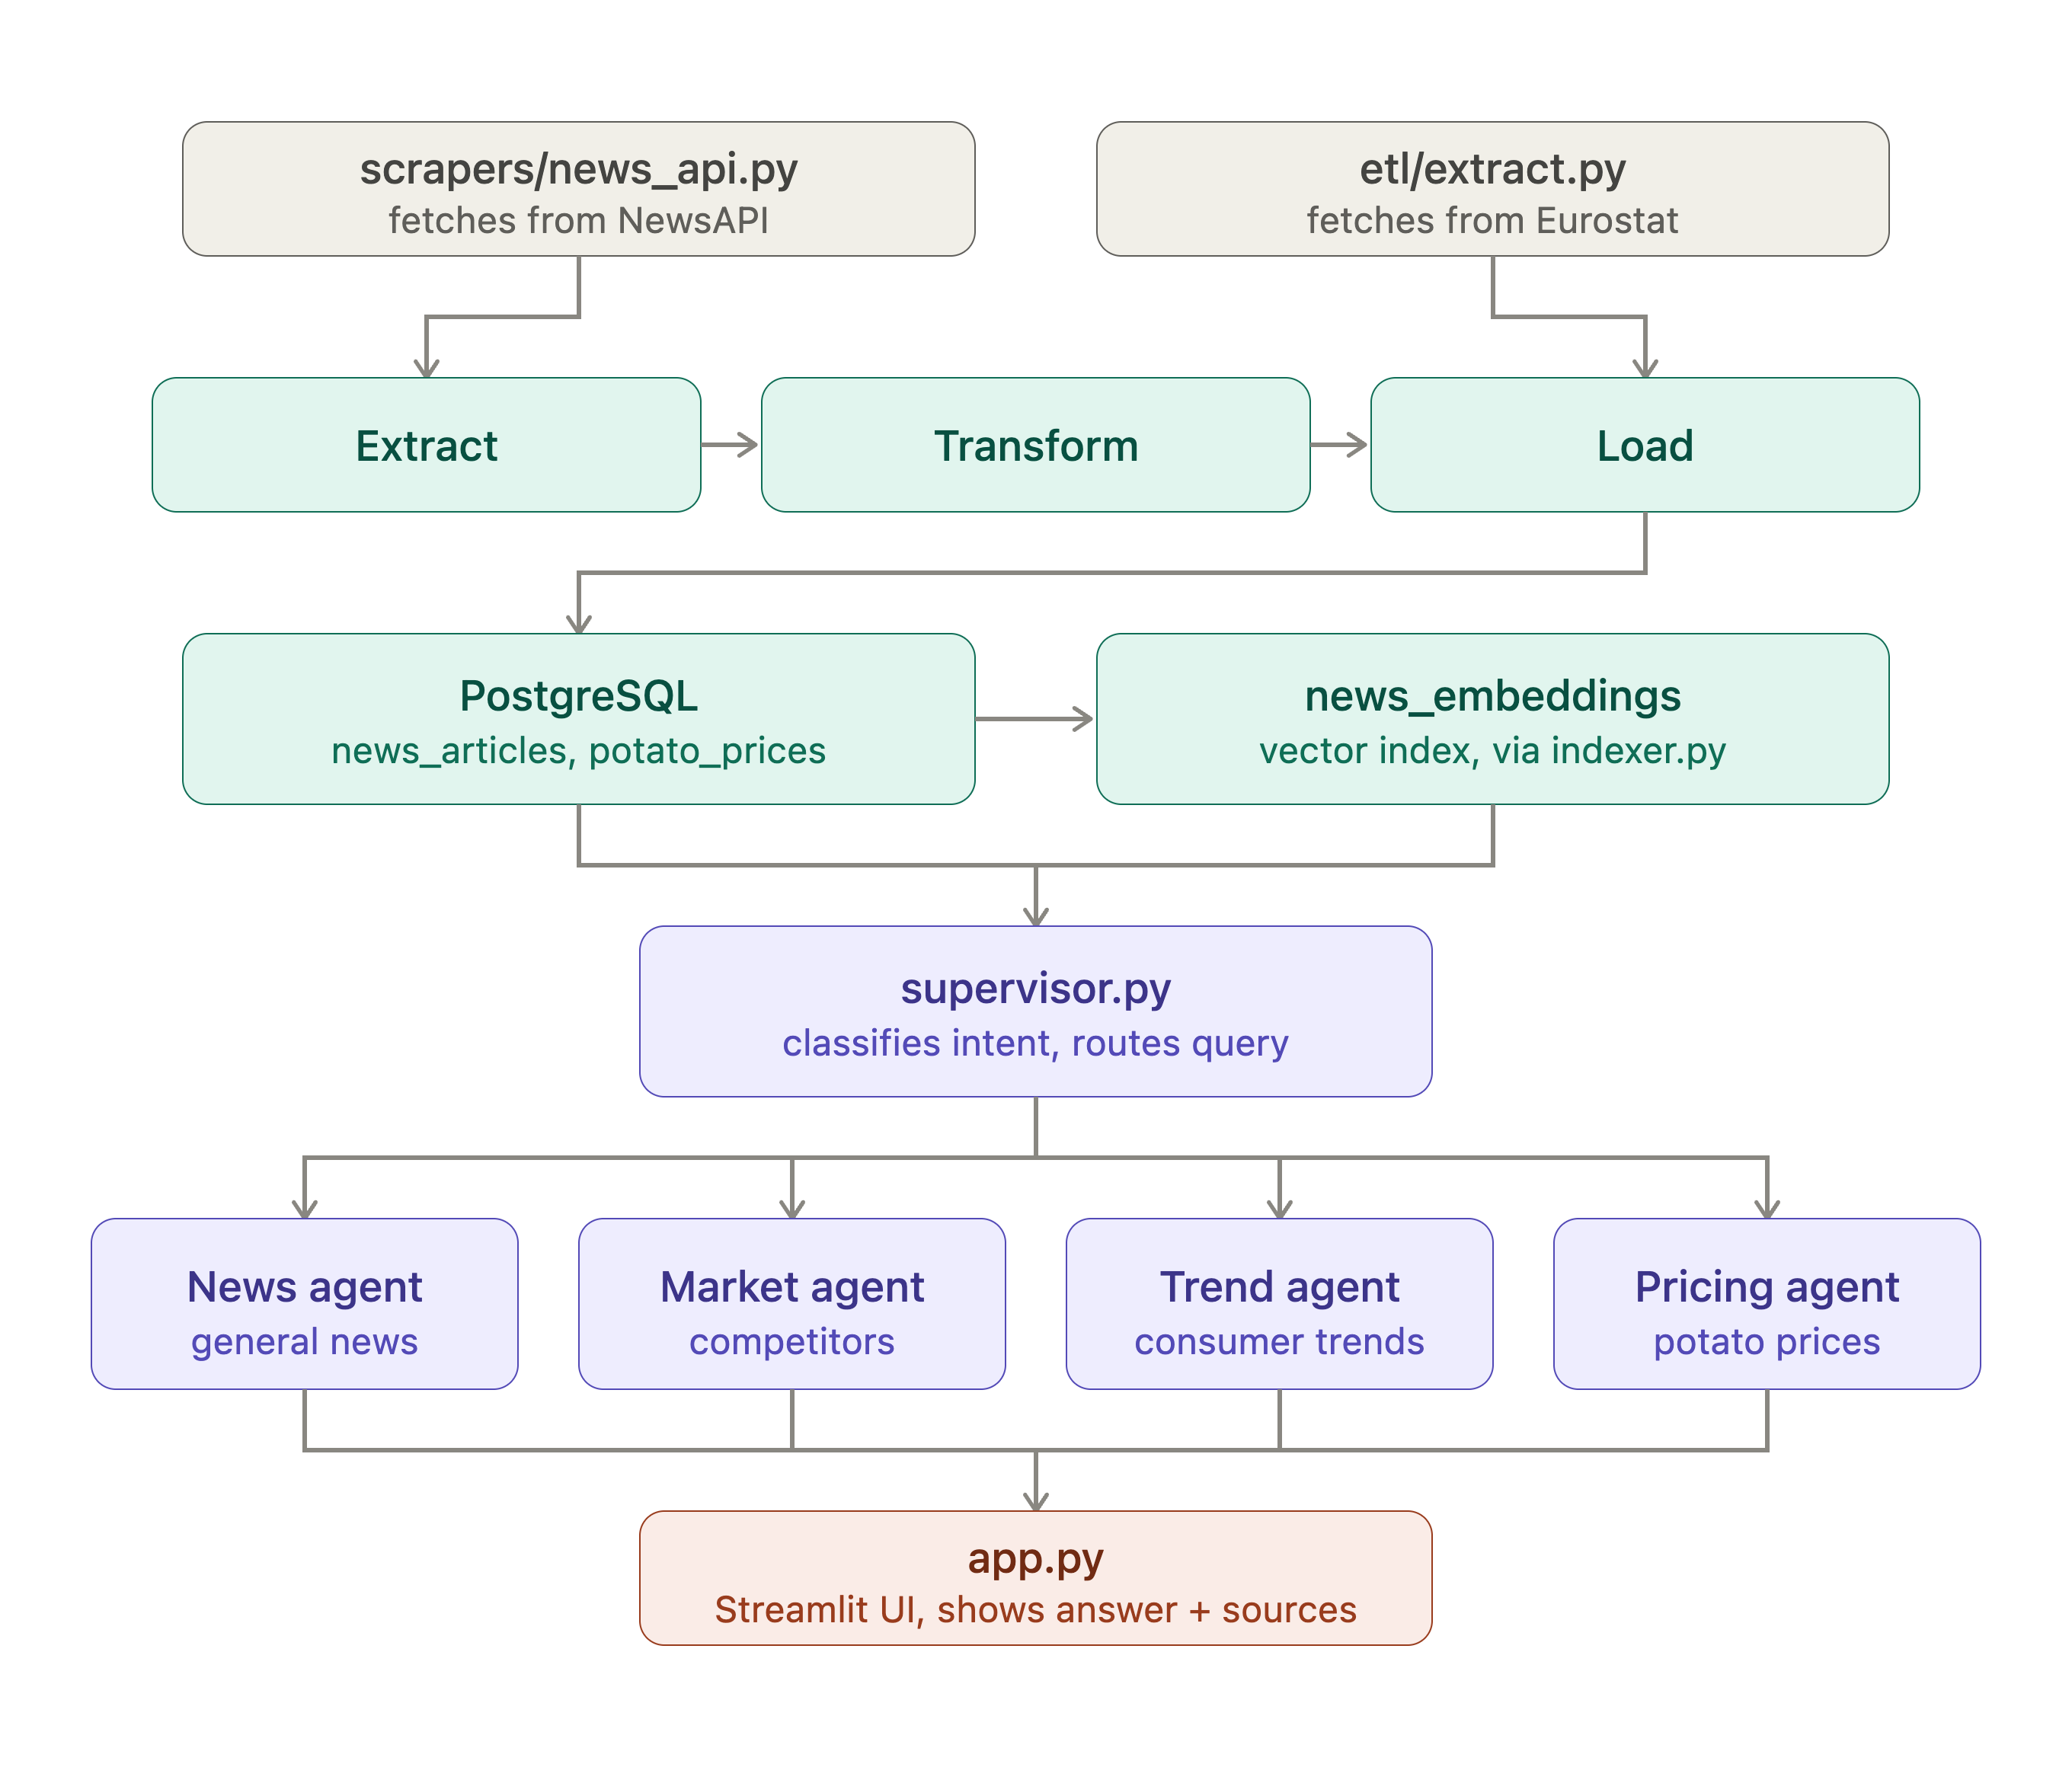 scrapers/news_api.py
fetches from NewsAPI
etl/extract.py
fetches from Eurostat
Extract
Transform
Load
PostgreSQL
news_articles, potato_prices
news_embeddings
vector index, via indexer.py
supervisor.py
classifies intent, routes query
News agent
general news
Market agent
competitors
Trend agent
consumer trends
Pricing agent
potato prices
app.py
Streamlit UI, shows answer + sources